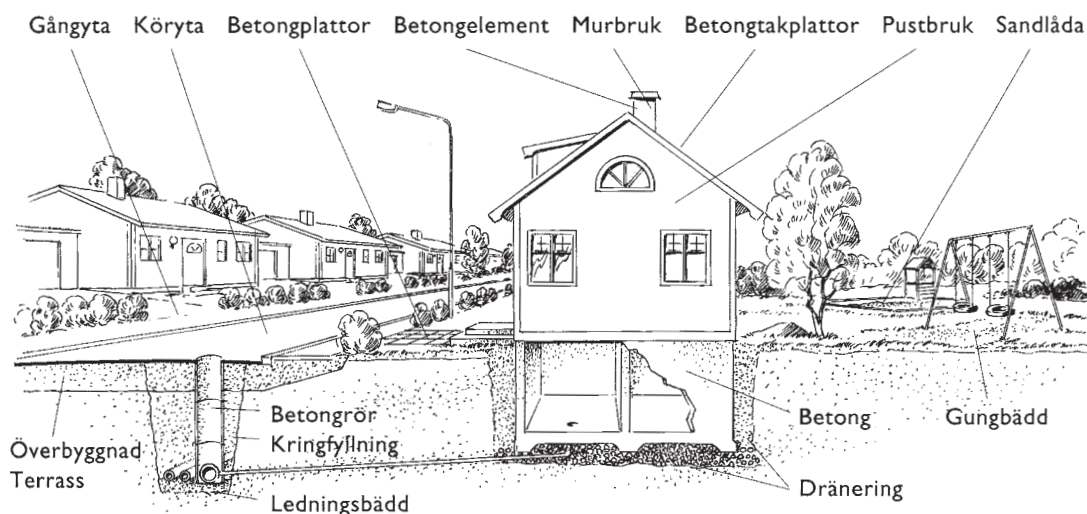 Gångyta Köryta Betongplattor Betongelement Murbruk Betongtakplattor Pustbruk Sandlåda
Betongrör
Kringfyllning
Överbyggnad
Terrass
Ledningsbädd
Betong
Gungbädd
Dränering